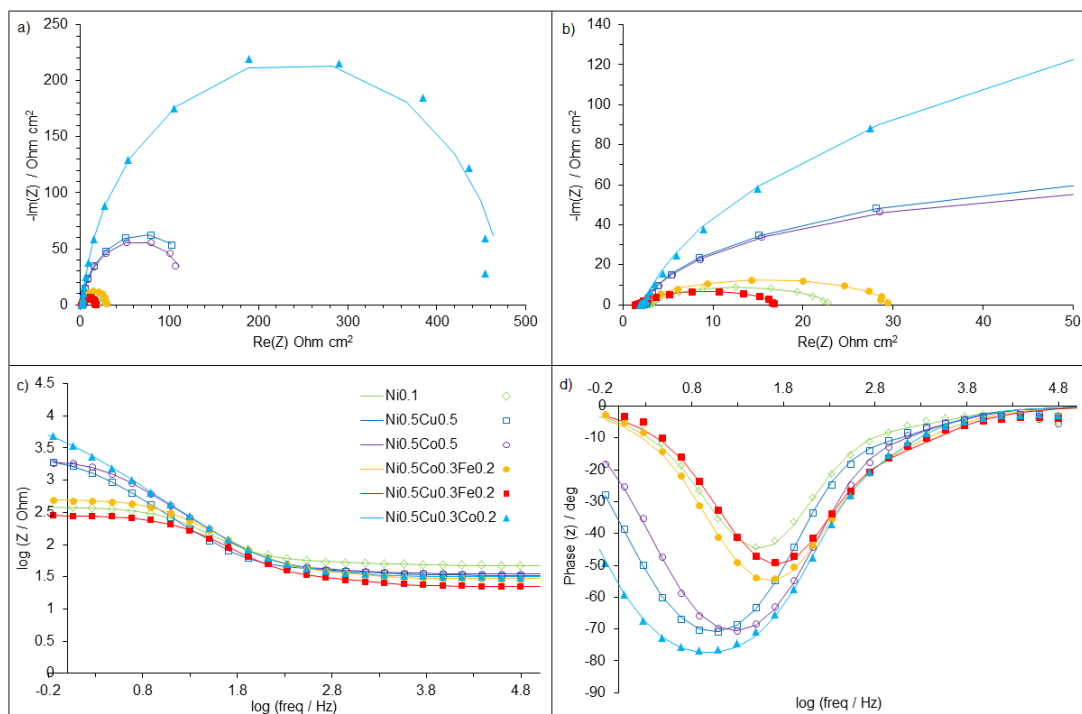 a)
250
200
150
100
50
0
-Im(Z) / Ohm cm2
0 100 200 300 400 500
Re(Z) Ohm cm2
b)
140
120
100
80
60
40
20
0
-Im(Z) / Ohm cm2
0 10 20 30 40 50
Re(Z) Ohm cm2
c)
4.5
4
3.5
3
2.5
2
1.5
1
0.5
0
log (Z / Ohm)
-0.2 0.8 1.8 2.8 3.8 4.8
log (freq / Hz)
Ni0.1
Ni0.5Cu0.5
Ni0.5Co0.5
Ni0.5Co0.3Fe0.2
Ni0.5Cu0.3Fe0.2
Ni0.5Cu0.3Co0.2
d)
-0.2 0.8 1.8 2.8 3.8 4.8
0
-10
-20
-30
-40
-50
-60
-70
-80
-90
Phase (z) / deg
log (freq / Hz)